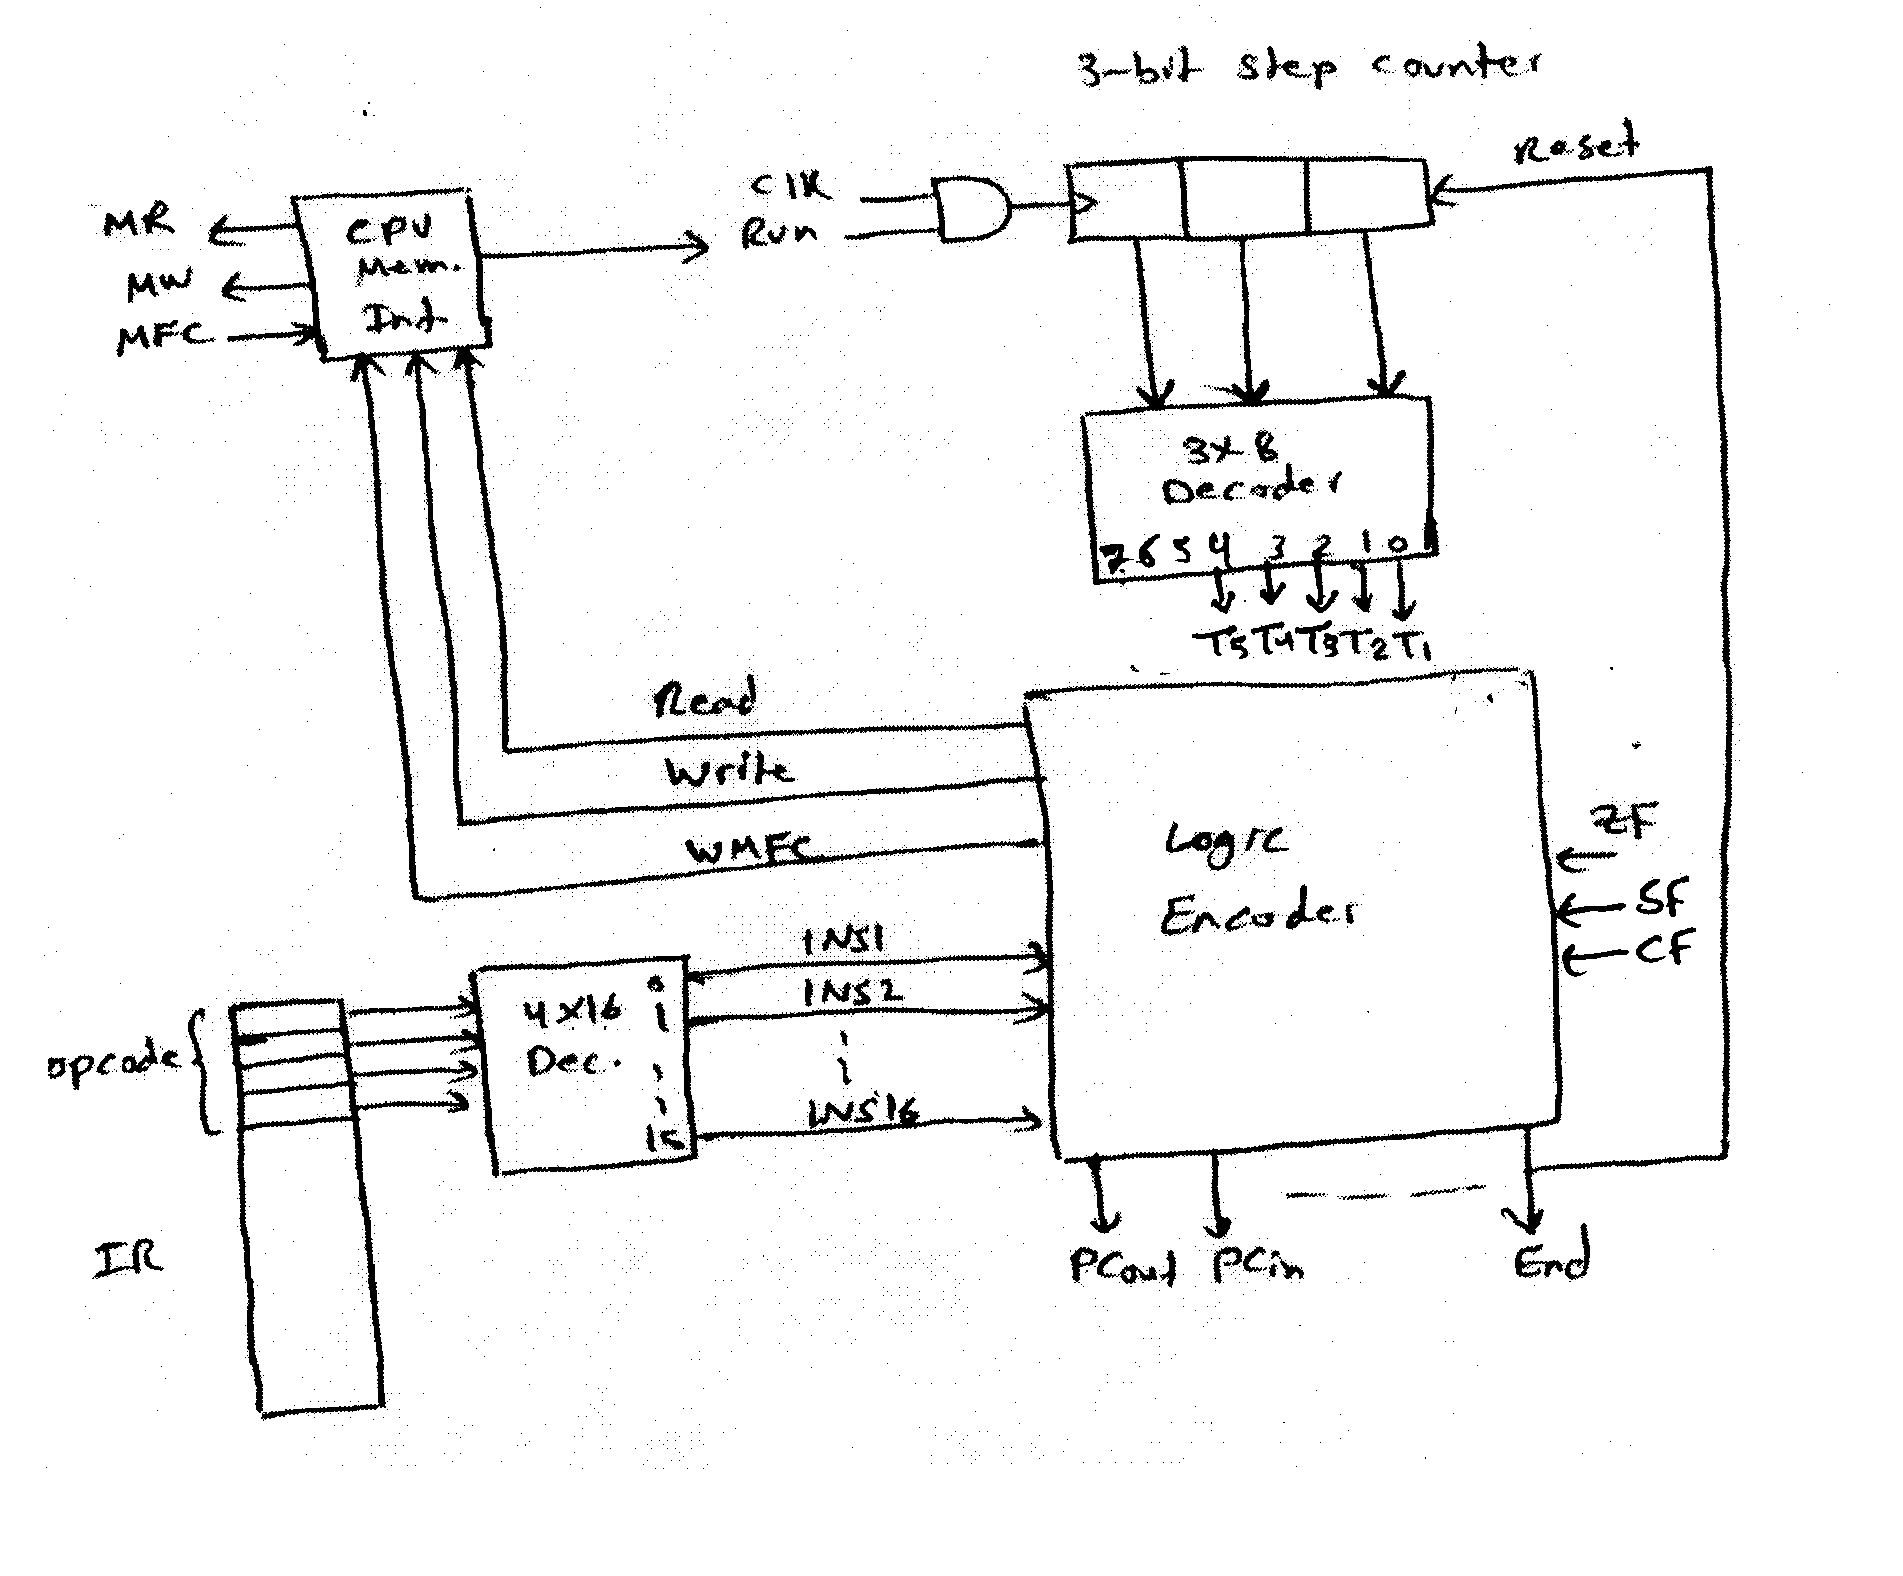 3-bit step counter
Reset
Clk
Run
MR
MW
MFC
CPU
Mem.
Int
3x8
Decoder
7 6 5 4 3 2 1 0
T5 T4 T3 T2 T1
Read
Write
WMFC
Logic
Encoder
ZF
SF
CF
INS1
INS2
INS16
4x16
Dec.
0
1
15
opcode
IR
PCout PCin
End